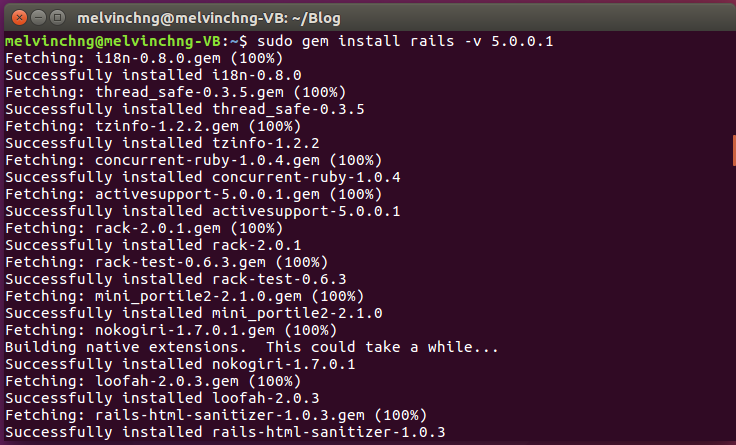 melvinchng@melvinchng-VB: ~/Blog
melvinchng@melvinchng-VB:~$ sudo gem install rails -v 5.0.0.1
Fetching: i18n-0.8.0.gem (100%)
Successfully installed i18n-0.8.0
Fetching: thread_safe-0.3.5.gem (100%)
Successfully installed thread_safe-0.3.5
Fetching: tzinfo-1.2.2.gem (100%)
Successfully installed tzinfo-1.2.2
Fetching: concurrent-ruby-1.0.4.gem (100%)
Successfully installed concurrent-ruby-1.0.4
Fetching: activesupport-5.0.0.1.gem (100%)
Successfully installed activesupport-5.0.0.1
Fetching: rack-2.0.1.gem (100%)
Successfully installed rack-2.0.1
Fetching: rack-test-0.6.3.gem (100%)
Successfully installed rack-test-0.6.3
Fetching: mini_portile2-2.1.0.gem (100%)
Successfully installed mini_portile2-2.1.0
Fetching: nokogiri-1.7.0.1.gem (100%)
Building native extensions.  This could take a while...
Successfully installed nokogiri-1.7.0.1
Fetching: loofah-2.0.3.gem (100%)
Successfully installed loofah-2.0.3
Fetching: rails-html-sanitizer-1.0.3.gem (100%)
Successfully installed rails-html-sanitizer-1.0.3